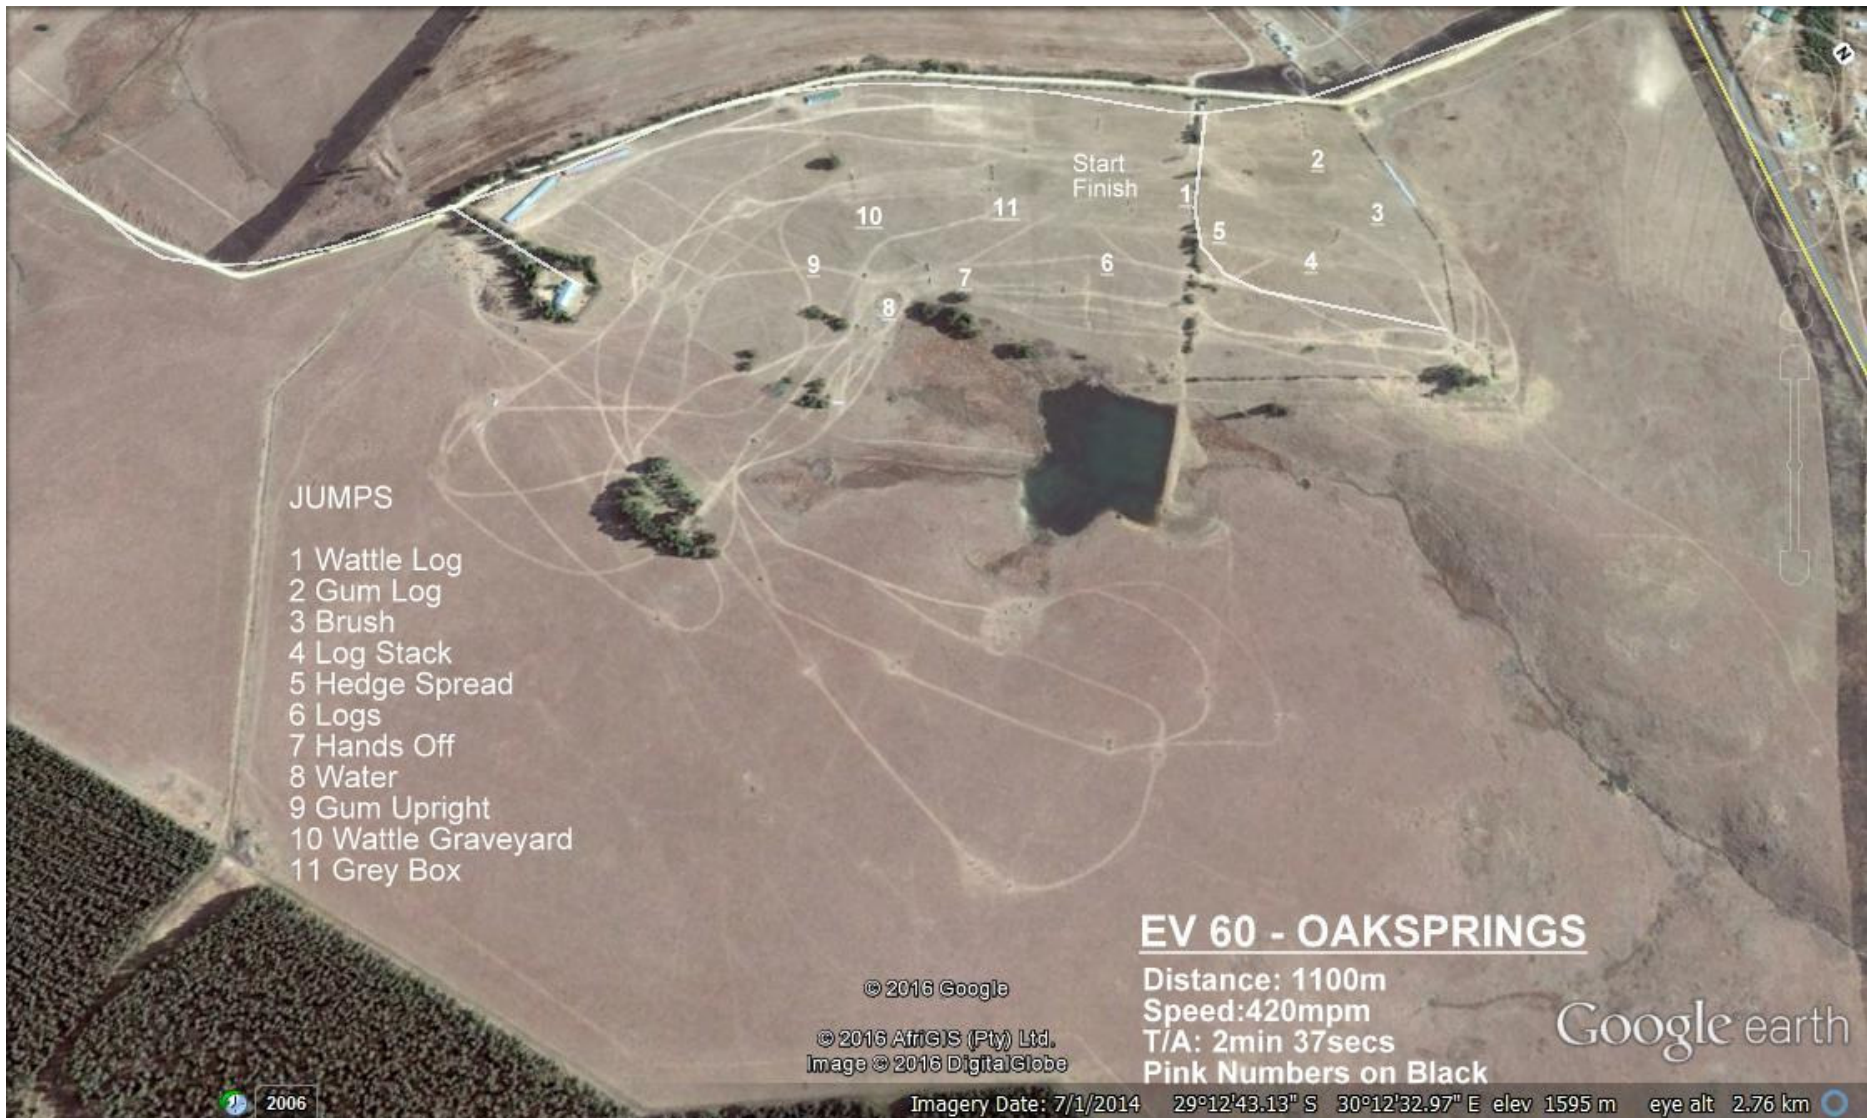 N
Start
Finish
1
2
3
4
5
6
7
8
9
10
11
JUMPS
1 Wattle Log
2 Gum Log
3 Brush
4 Log Stack
5 Hedge Spread
6 Logs
7 Hands Off
8 Water
9 Gum Upright
10 Wattle Graveyard
11 Grey Box
EV 60 - OAKSPRINGS
Distance: 1100m
Speed:420mpm
T/A: 2min 37secs
Pink Numbers on Black
© 2016 Google
© 2016 AfriGIS (Pty) Ltd.
Image © 2016 DigitalGlobe
Google earth
2006
Imagery Date: 7/1/2014 29°12'43.13" S 30°12'32.97" E elev 1595 m eye alt 2.76 km